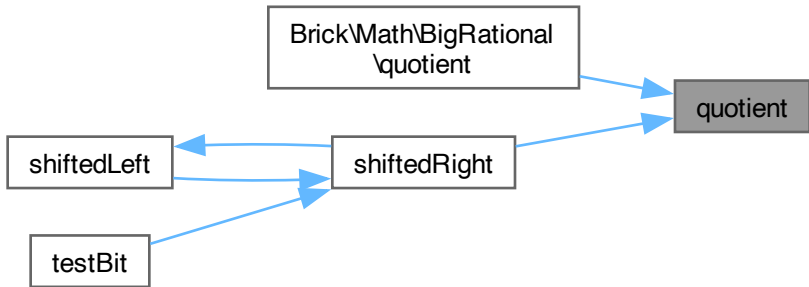 Brick\Math\BigRational
\quotient
quotient
shiftedLeft
shiftedRight
testBit